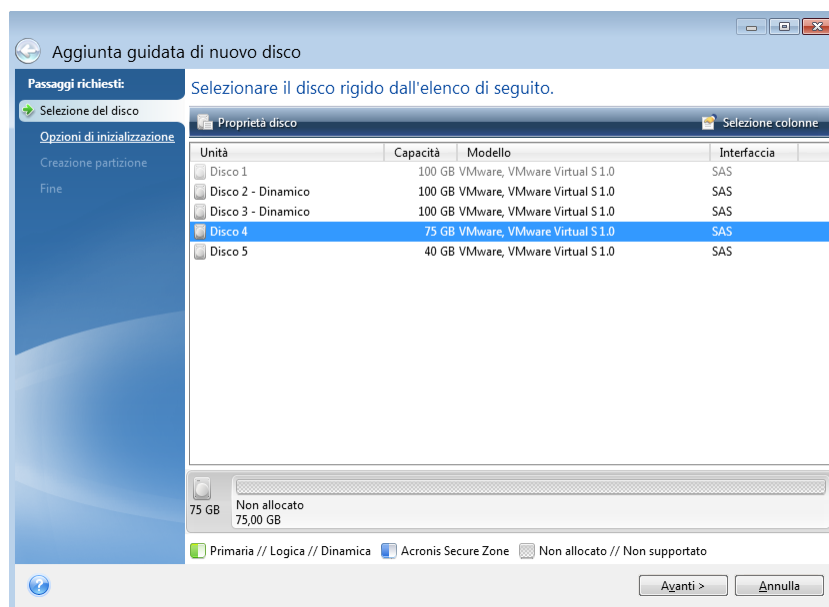 Aggiunta guidata di nuovo disco
Passaggi richiesti:
Selezione del disco
Opzioni di inizializzazione
Creazione partizione
Fine
Selezionare il disco rigido dall'elenco di seguito.
Proprietà disco Selezione colonne
Unità Capacità Modello Interfaccia
Disco 1 100 GB VMware, VMware Virtual S 1.0 SAS
Disco 2 - Dinamico 100 GB VMware, VMware Virtual S 1.0 SAS
Disco 3 - Dinamico 100 GB VMware, VMware Virtual S 1.0 SAS
Disco 4 75 GB VMware, VMware Virtual S 1.0 SAS
Disco 5 40 GB VMware, VMware Virtual S 1.0 SAS
75 GB
Non allocato
75,00 GB
Primaria // Logica // Dinamica Acronis Secure Zone Non allocato // Non supportato
? Avanti > Annulla